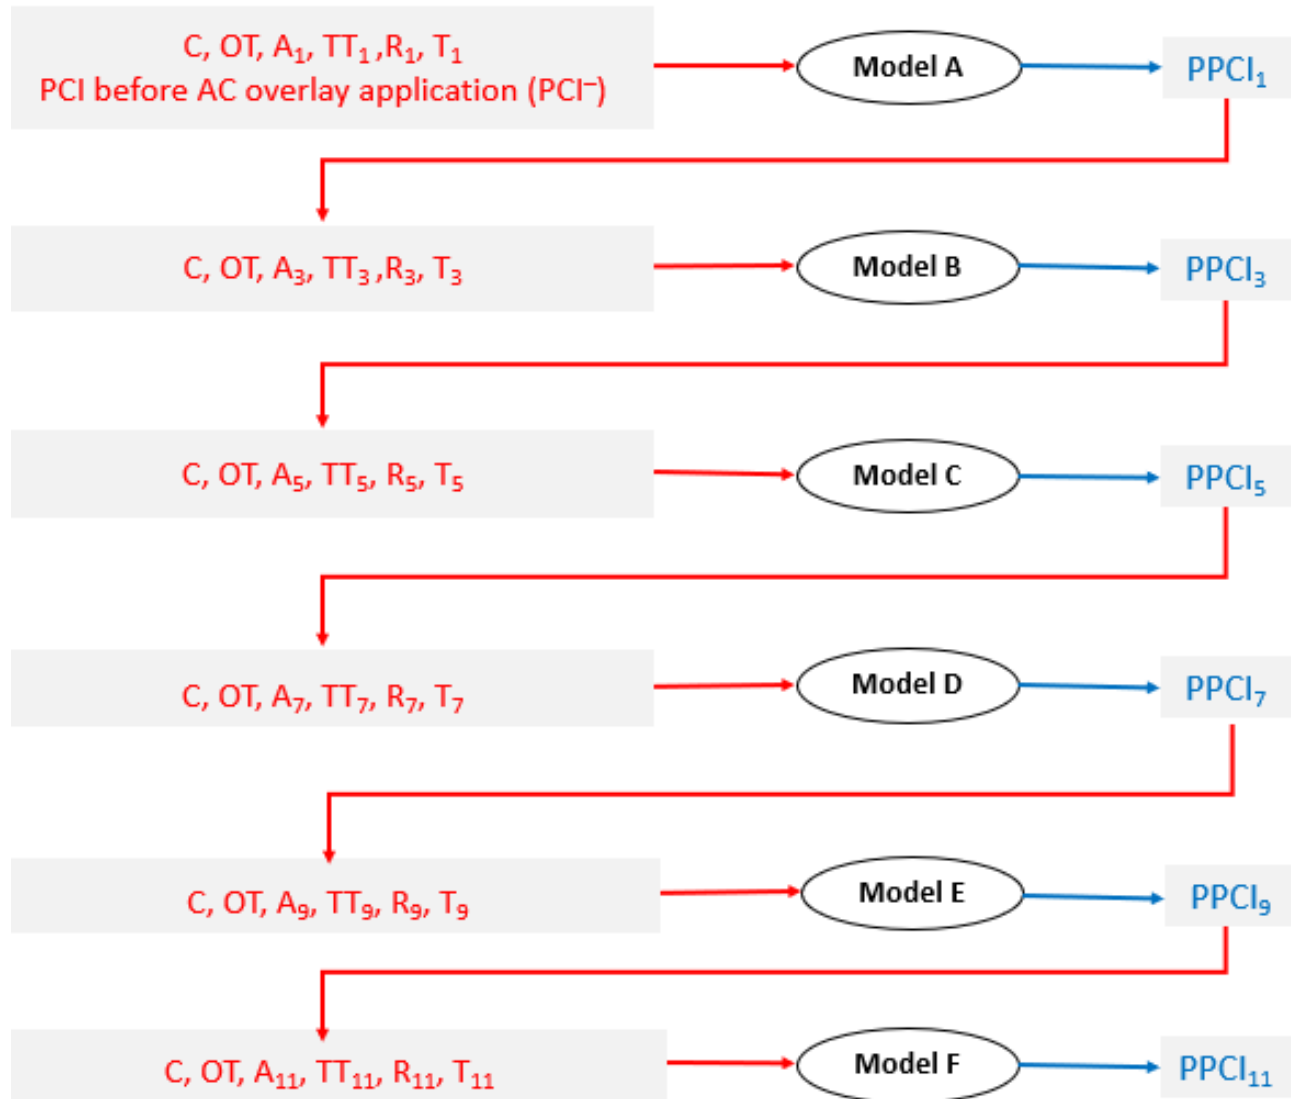 C, OT, A₁, TT₁ ,R₁, T₁
PCI before AC overlay application (PCI⁻)
Model A
PPCI₁
C, OT, A₃, TT₃ ,R₃, T₃
Model B
PPCI₃
C, OT, A₅, TT₅, R₅, T₅
Model C
PPCI₅
C, OT, A₇, TT₇, R₇, T₇
Model D
PPCI₇
C, OT, A₉, TT₉, R₉, T₉
Model E
PPCI₉
C, OT, A₁₁, TT₁₁, R₁₁, T₁₁
Model F
PPCI₁₁